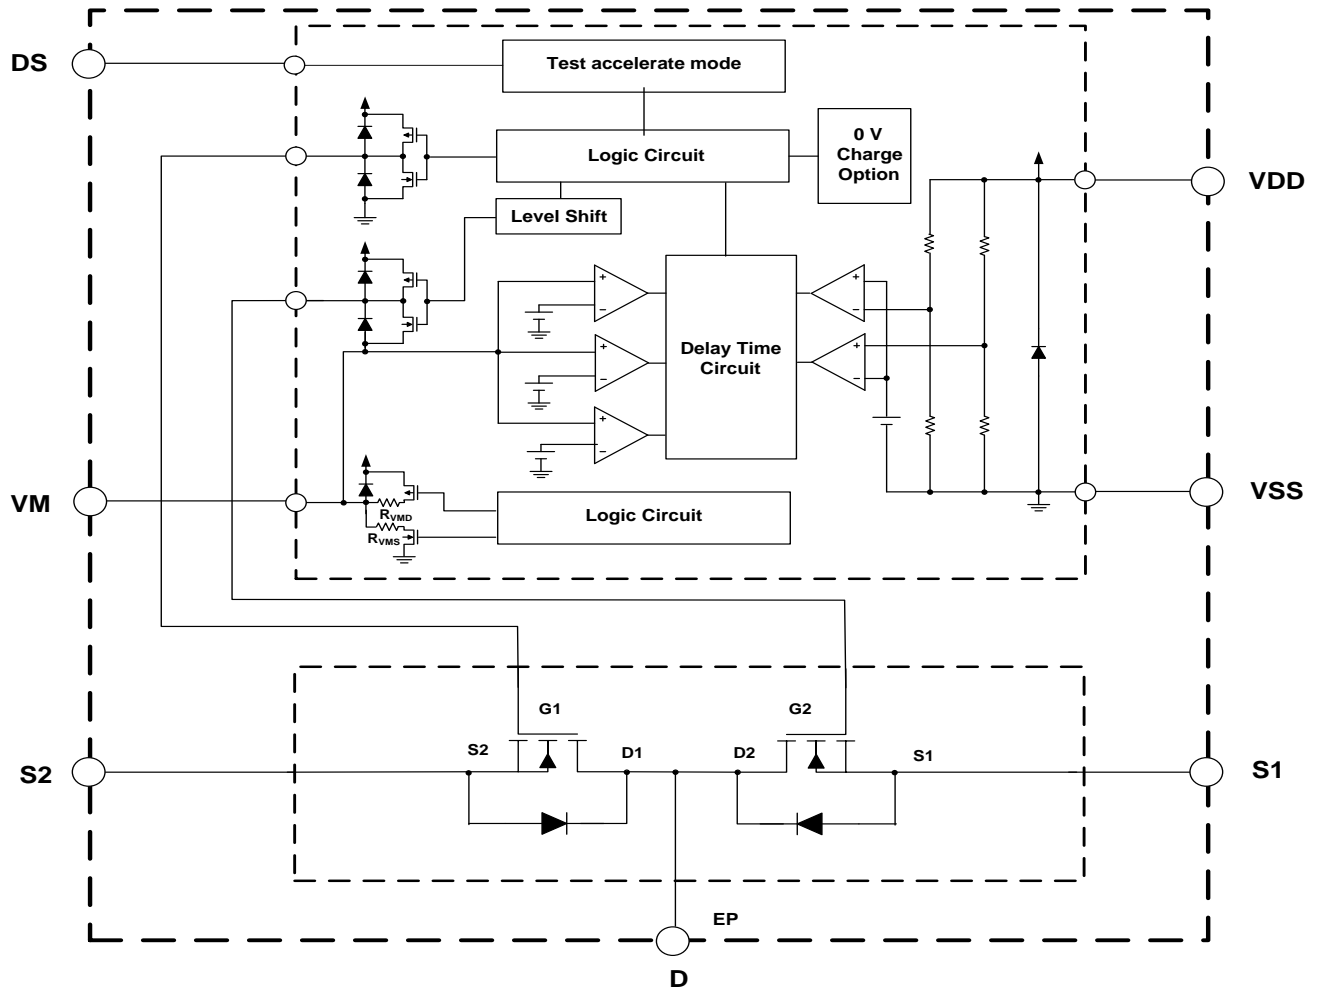 DS
Test accelerate mode
Logic Circuit
0 V
Charge
Option
VDD
Level Shift
+
−
+
−
+
−
Delay Time
Circuit
+
−
+
−
VM
RVMD
RVMS
Logic Circuit
VSS
G1
G2
S2
D1
D2
S1
S2
S1
EP
D